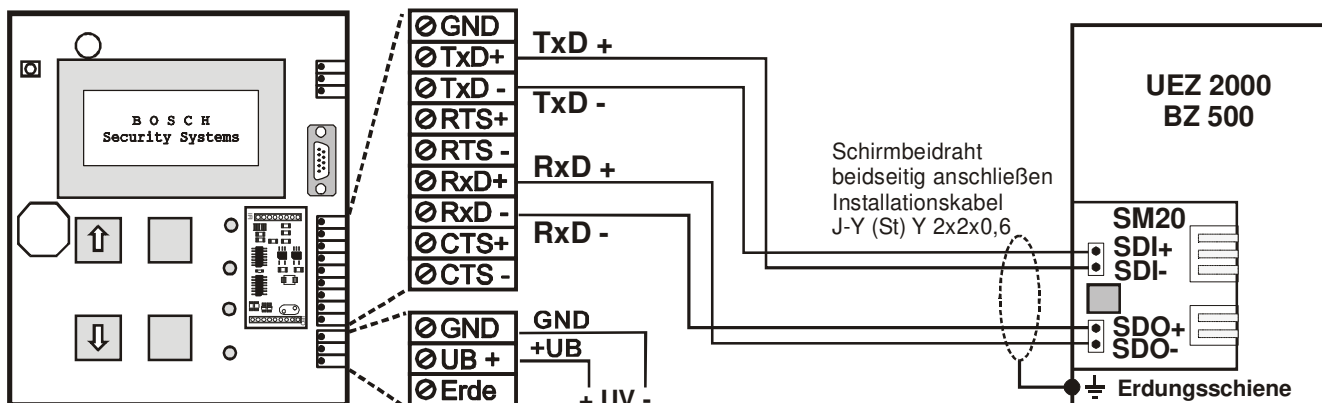 B O S C H
Security Systems
GND
TxD+
TxD -
RTS+
RTS -
RxD+
RxD -
CTS+
CTS -
GND
UB +
Erde
TxD +
TxD -
RxD +
RxD -
GND
+UB
+ UV -
Schirmbeidraht
beidseitig anschließen
Installationskabel
J-Y (St) Y 2x2x0,6
UEZ 2000
BZ 500
SM20
SDI+
SDI-
SDO+
SDO-
Erdungsschiene